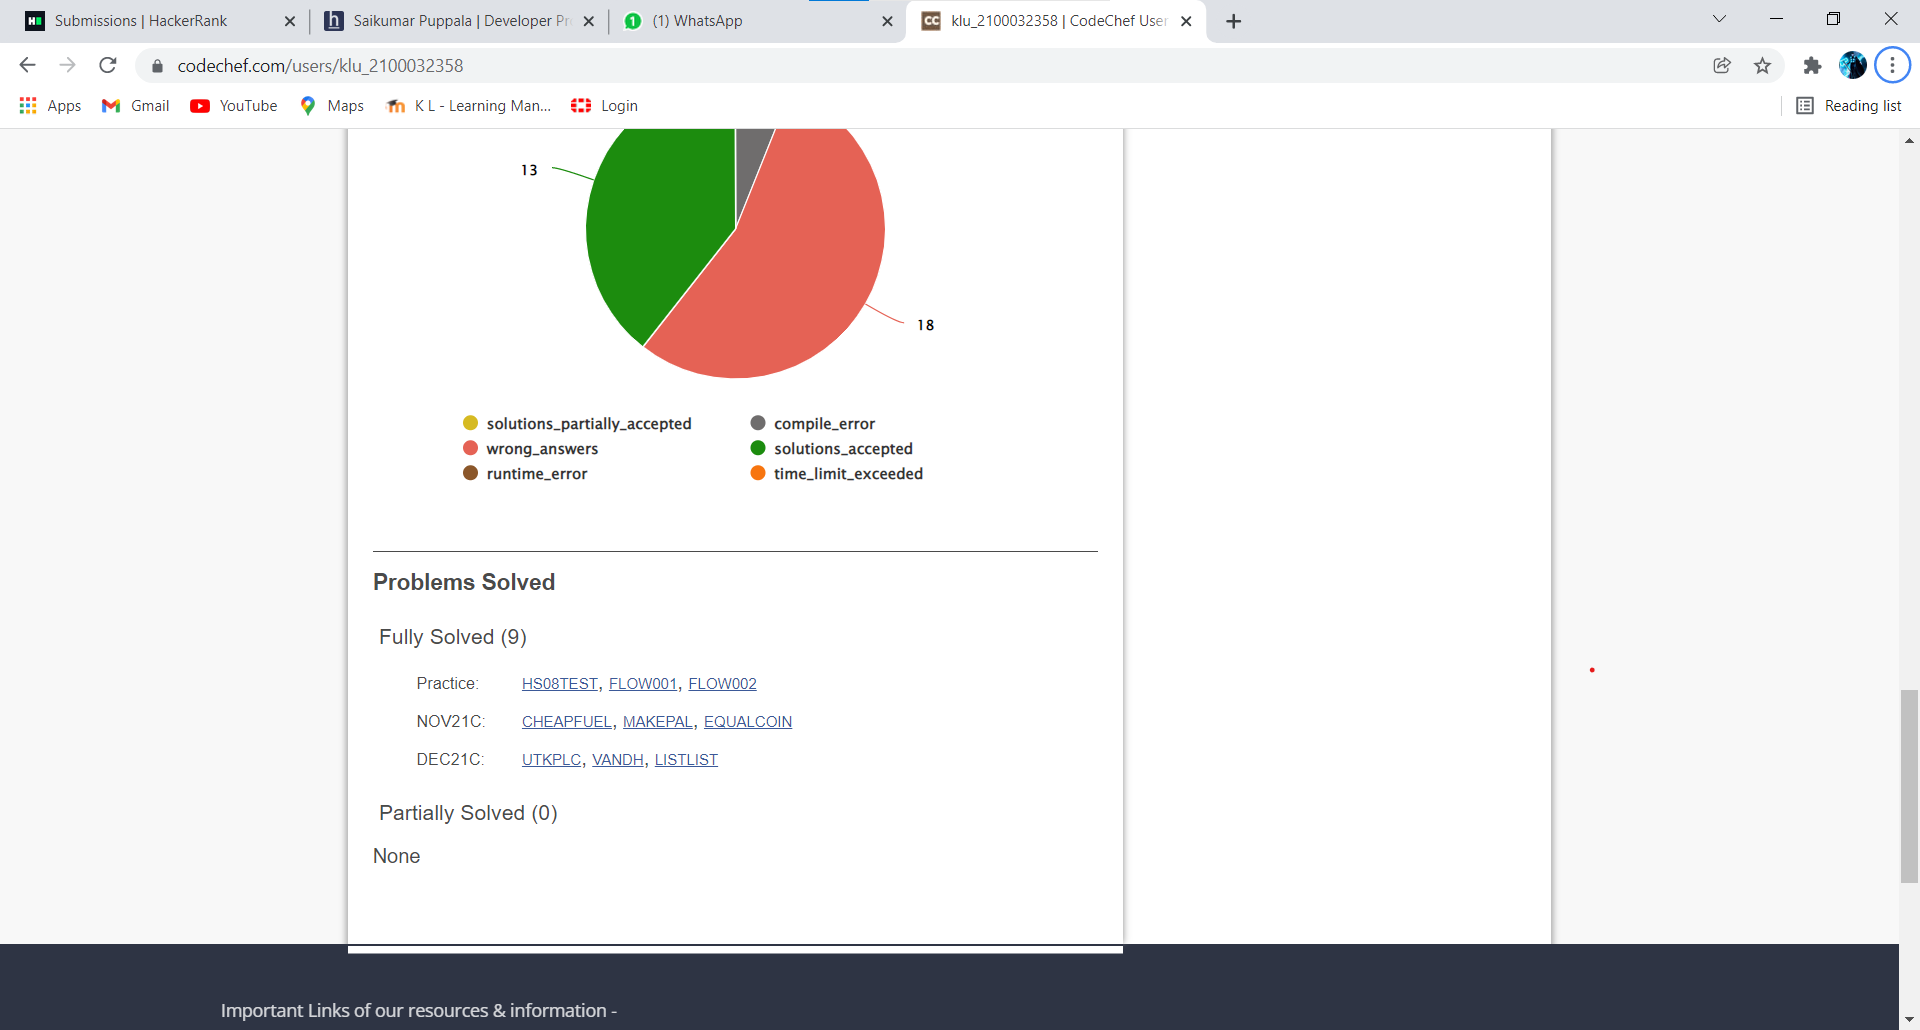 Submissions | HackerRank
Saikumar Puppala | Developer Pr
(1) WhatsApp
klu_2100032358 | CodeChef User
codechef.com/users/klu_2100032358
Apps
Gmail
YouTube
Maps
K L - Learning Man...
Login
Reading list
13
18
solutions_partially_accepted
compile_error
wrong_answers
solutions_accepted
runtime_error
time_limit_exceeded
Problems Solved
Fully Solved (9)
Practice: HS08TEST, FLOW001, FLOW002
NOV21C: CHEAPFUEL, MAKEPAL, EQUALCOIN
DEC21C: UTKPLC, VANDH, LISTLIST
Partially Solved (0)
None
Important Links of our resources & information -